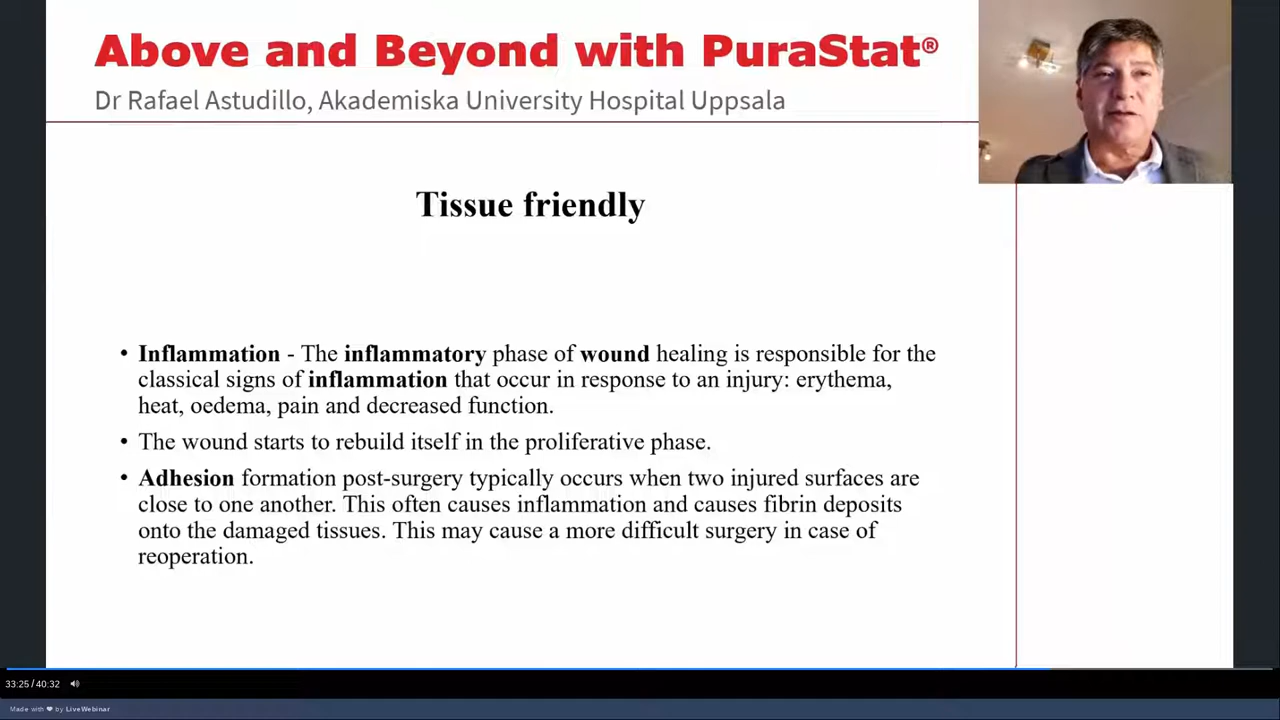 Above and Beyond with PuraStat®
Dr Rafael Astudillo, Akademiska University Hospital Uppsala
Tissue friendly
• Inflammation - The inflammatory phase of wound healing is responsible for the
classical signs of inflammation that occur in response to an injury: erythema,
heat, oedema, pain and decreased function.
• The wound starts to rebuild itself in the proliferative phase.
• Adhesion formation post-surgery typically occurs when two injured surfaces are
close to one another. This often causes inflammation and causes fibrin deposits
onto the damaged tissues. This may cause a more difficult surgery in case of
reoperation.
33:25 / 40:32
Made with ❤ by LiveWebinar